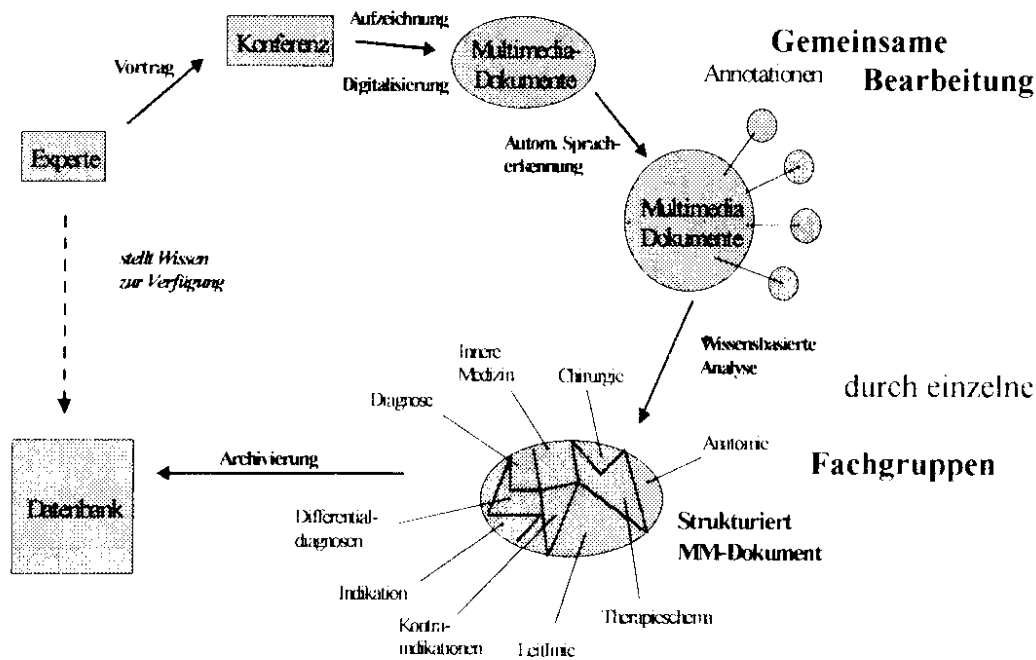 Aufzeichnung
Konferenz
Multimedia-
Dokumente
Gemeinsame
Annotationen
Bearbeitung
Vortrag
Digitalisierung
Experte
Autom. Sprach-
erkennung
Multimedia
Dokumente
stellt Wissen
zur Verfügung
Wissensbasierte
Analyse
Innere
Medizin
Chirurgie
Diagnose
durch einzelne
Anatomie
Archivierung
Fachgruppen
Datenbank
Differential-
diagnosen
Strukturiert
MM-Dokument
Indikation
Kontra-
indikationen
Leitlinie
Therapieschema